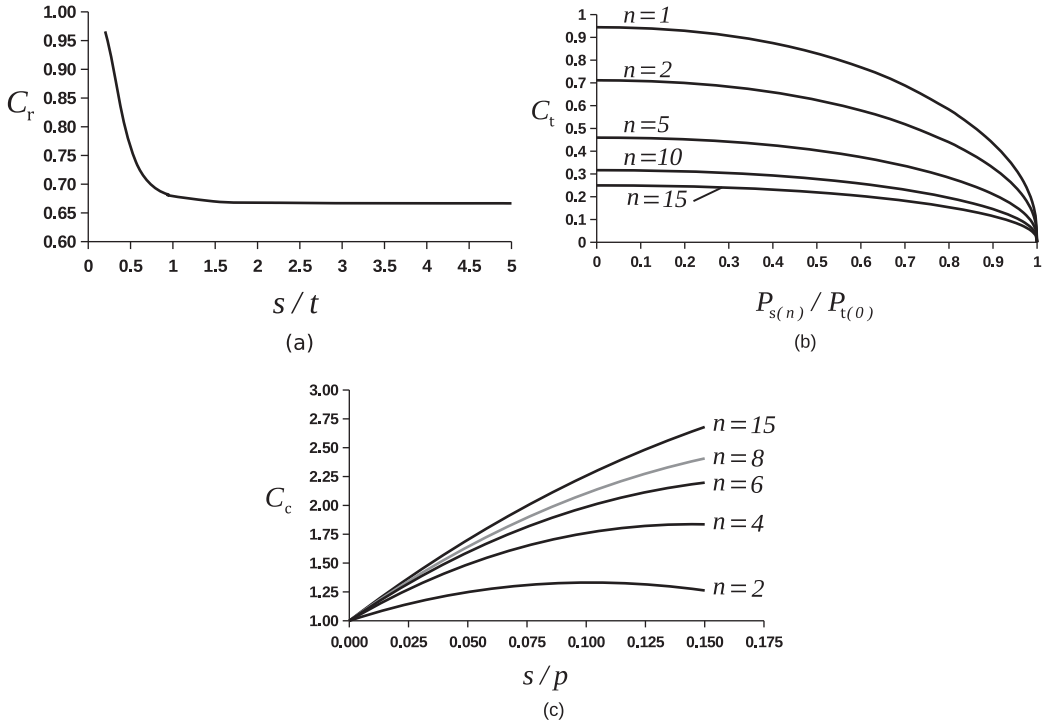 1.00
0.95
0.90
0.85
0.80
0.75
0.70
0.65
0.60
C_r
0 0.5 1 1.5 2 2.5 3 3.5 4 4.5 5
s / t
(a)
1
0.9
0.8
0.7
0.6
0.5
0.4
0.3
0.2
0.1
0
C_t
n=1
n=2
n=5
n=10
n=15
0 0.1 0.2 0.3 0.4 0.5 0.6 0.7 0.8 0.9 1
P_s(n) / P_t(0)
(b)
3.00
2.75
2.50
2.25
2.00
1.75
1.50
1.25
1.00
C_c
n=15
n=8
n=6
n=4
n=2
0.000 0.025 0.050 0.075 0.100 0.125 0.150 0.175
s / p
(c)